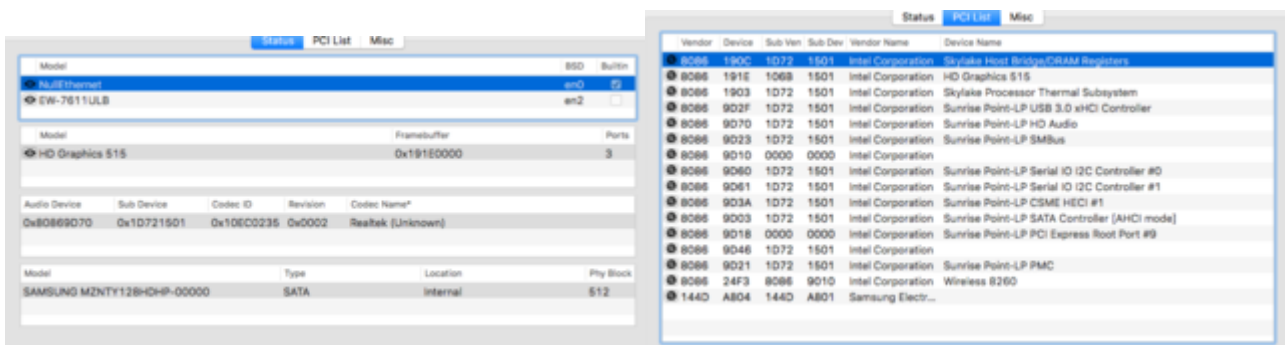 Status PCI List Misc
Model BSD Builtin
NullEthernet en0
EW-7611ULB en2
Model Framebuffer Ports
HD Graphics 515 0x191E0000 3
Audio Device Sub Device Codec ID Revision Codec Name*
0x80869D70 0x1D721501 0x10EC0235 0x0002 Realtek (Unknown)
Model Type Location Phy Block
SAMSUNG MZNTY128HDHP-00000 SATA Internal 512
Status PCI List Misc
Vendor Device Sub Ven Sub Dev Vendor Name Device Name
8086 190C 1D72 1501 Intel Corporation Skylake Host Bridge/DRAM Registers
8086 191E 106B 1501 Intel Corporation HD Graphics 515
8086 1903 1D72 1501 Intel Corporation Skylake Processor Thermal Subsystem
8086 9D2F 1D72 1501 Intel Corporation Sunrise Point-LP USB 3.0 xHCI Controller
8086 9D70 1D72 1501 Intel Corporation Sunrise Point-LP HD Audio
8086 9D23 1D72 1501 Intel Corporation Sunrise Point-LP SMBus
8086 9D10 0000 0000 Intel Corporation
8086 9D60 1D72 1501 Intel Corporation Sunrise Point-LP Serial IO I2C Controller #0
8086 9D61 1D72 1501 Intel Corporation Sunrise Point-LP Serial IO I2C Controller #1
8086 9D3A 1D72 1501 Intel Corporation Sunrise Point-LP CSME HECI #1
8086 9D03 1D72 1501 Intel Corporation Sunrise Point-LP SATA Controller [AHCI mode]
8086 9D18 0000 0000 Intel Corporation Sunrise Point-LP PCI Express Root Port #9
8086 9D46 1D72 1501 Intel Corporation
8086 9D21 1D72 1501 Intel Corporation Sunrise Point-LP PMC
8086 24F3 8086 9010 Intel Corporation Wireless 8260
144D A804 144D A801 Samsung Electr...